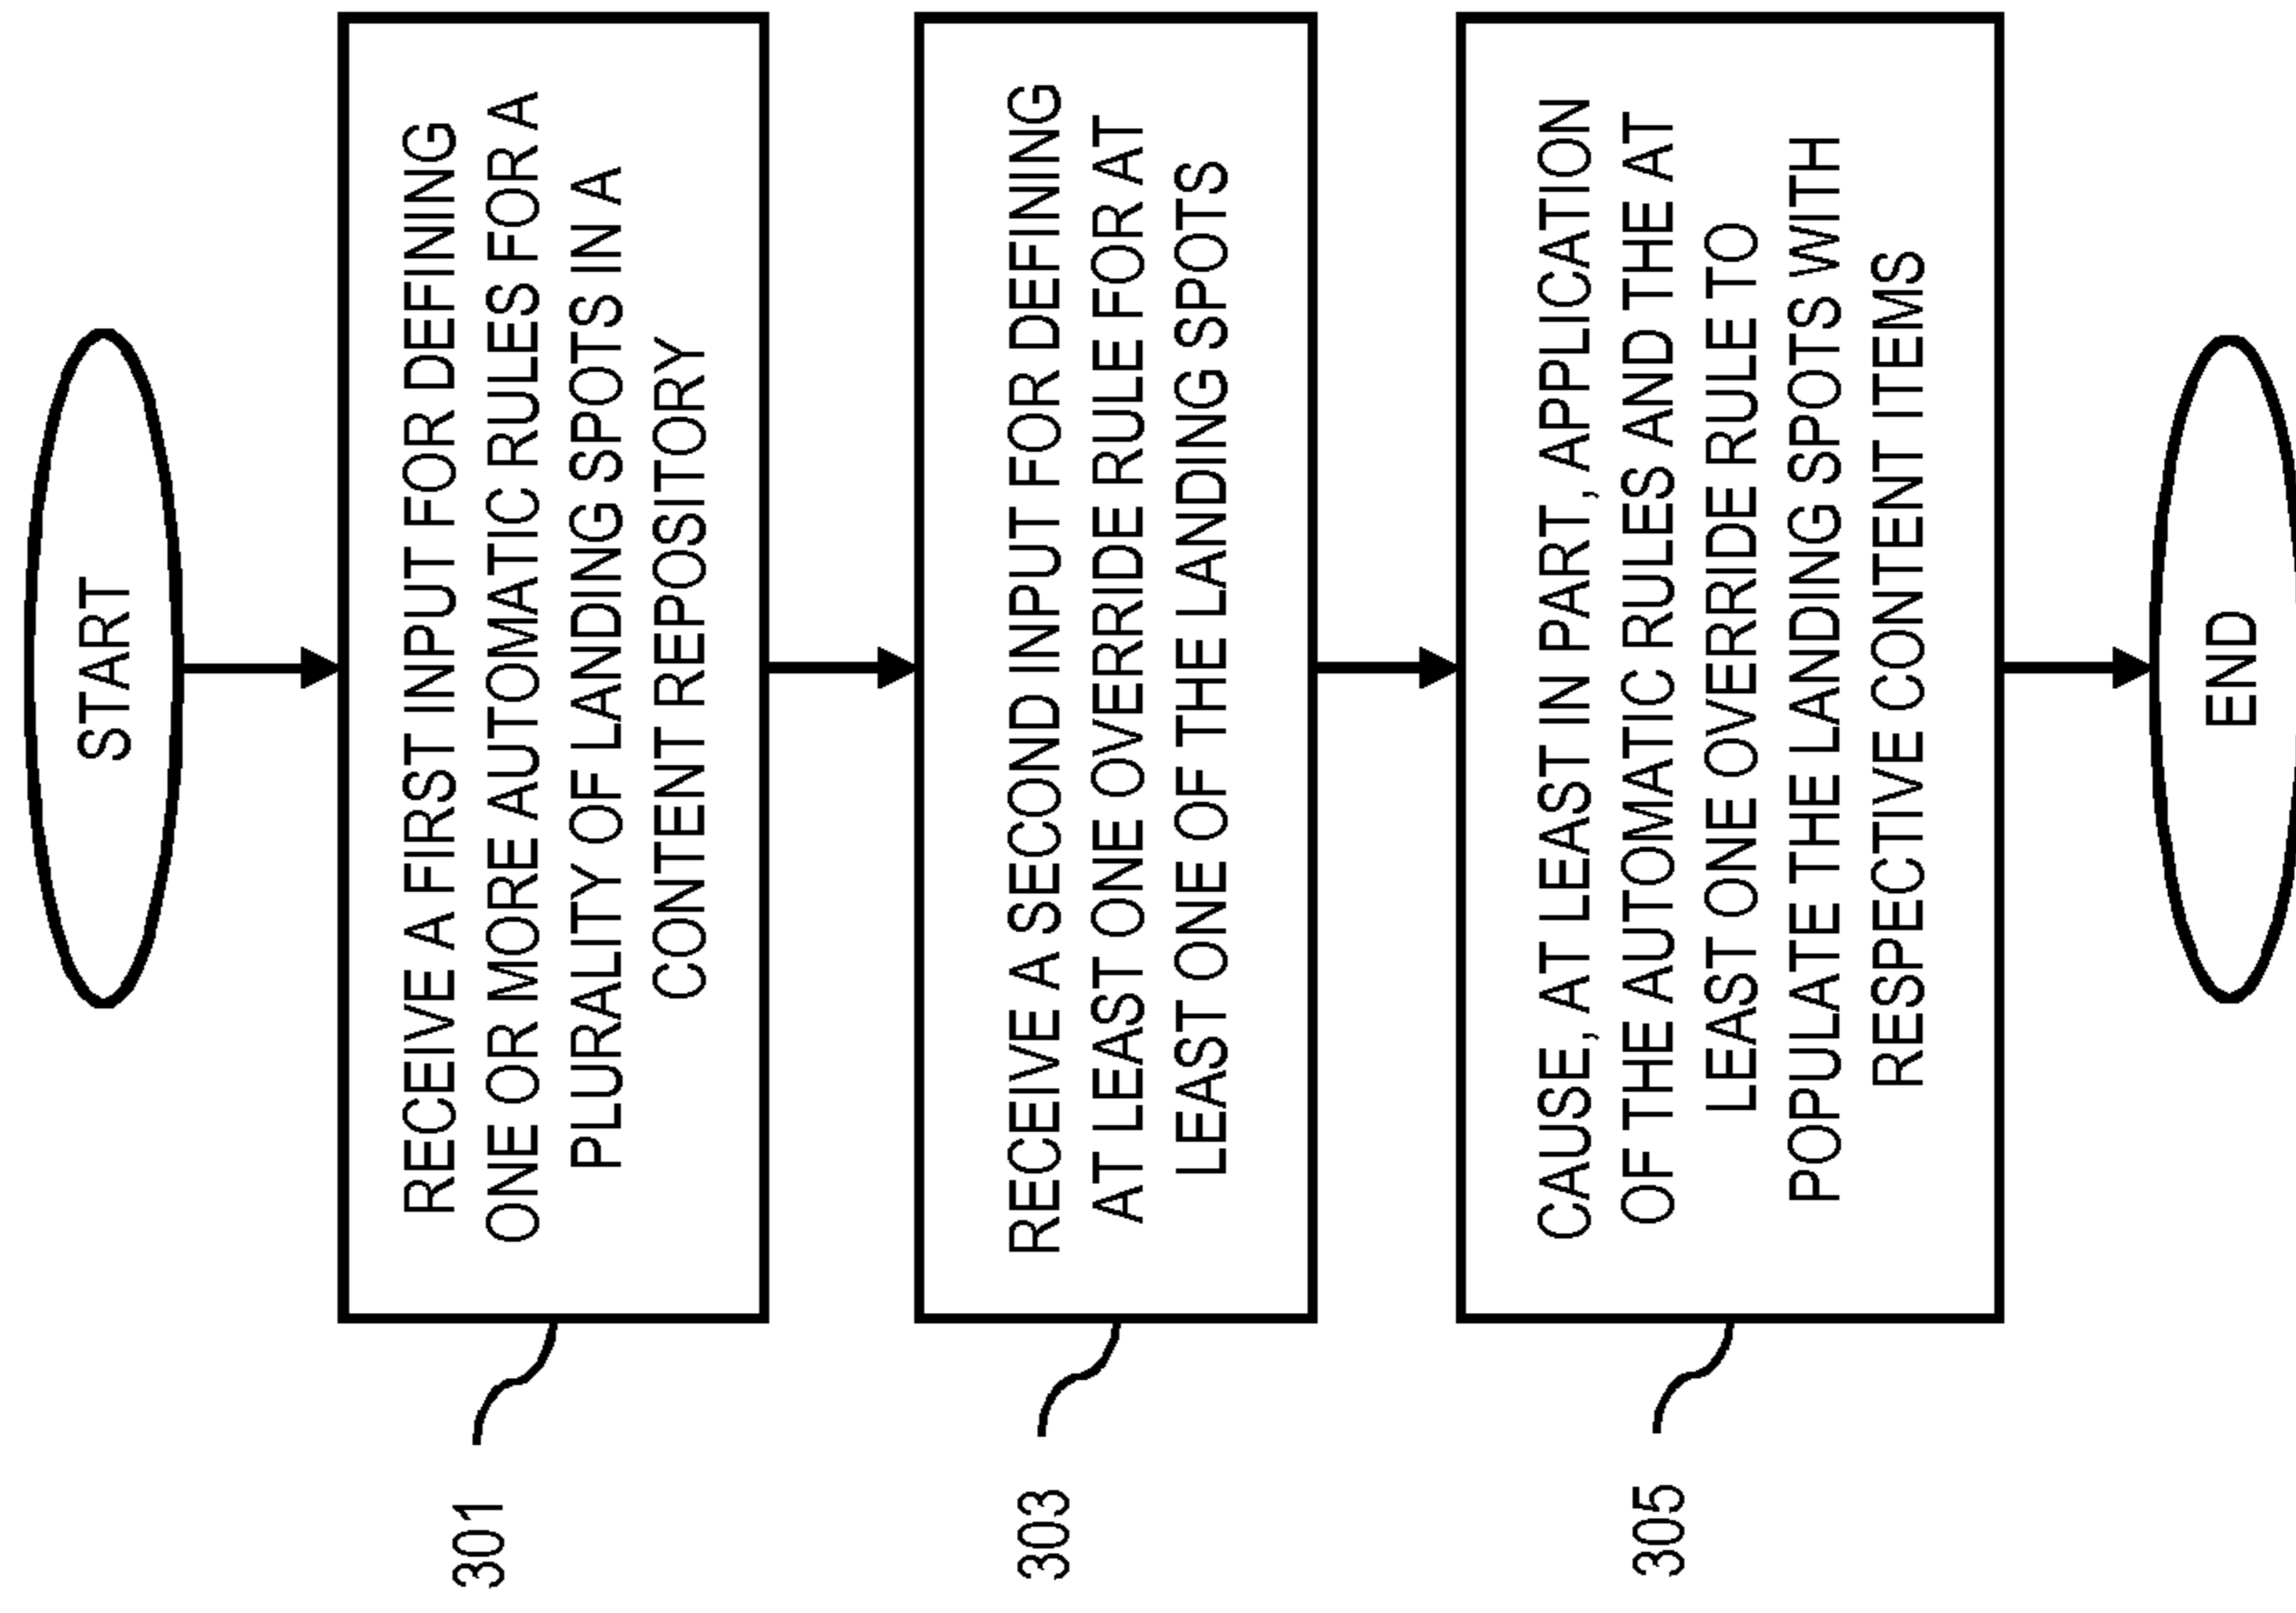 START
301
RECEIVE A FIRST INPUT FOR DEFINING
ONE OR MORE AUTOMATIC RULES FOR A
PLURALITY OF LANDING SPOTS IN A
CONTENT REPOSITORY
303
RECEIVE A SECOND INPUT FOR DEFINING
AT LEAST ONE OVERRIDE RULE FOR AT
LEAST ONE OF THE LANDING SPOTS
305
CAUSE, AT LEAST IN PART, APPLICATION
OF THE AUTOMATIC RULES AND THE AT
LEAST ONE OVERRIDE RULE TO
POPULATE THE LANDING SPOTS WITH
RESPECTIVE CONTENT ITEMS
END